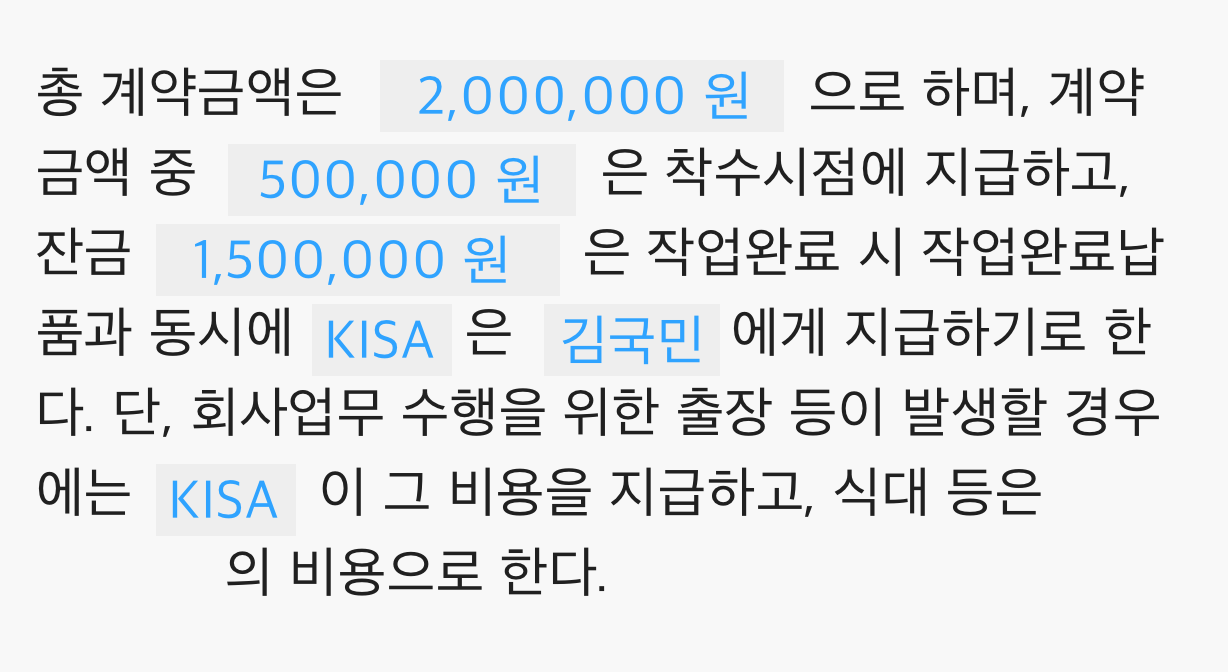 총 계약금액은 2,000,000 원 으로 하며, 계약
금액 중 500,000 원 은 착수시점에 지급하고,
잔금 1,500,000 원 은 작업완료 시 작업완료납
품과 동시에 KISA 은 김국민 에게 지급하기로 한
다. 단, 회사업무 수행을 위한 출장 등이 발생할 경우
에는 KISA 이 그 비용을 지급하고, 식대 등은
의 비용으로 한다.